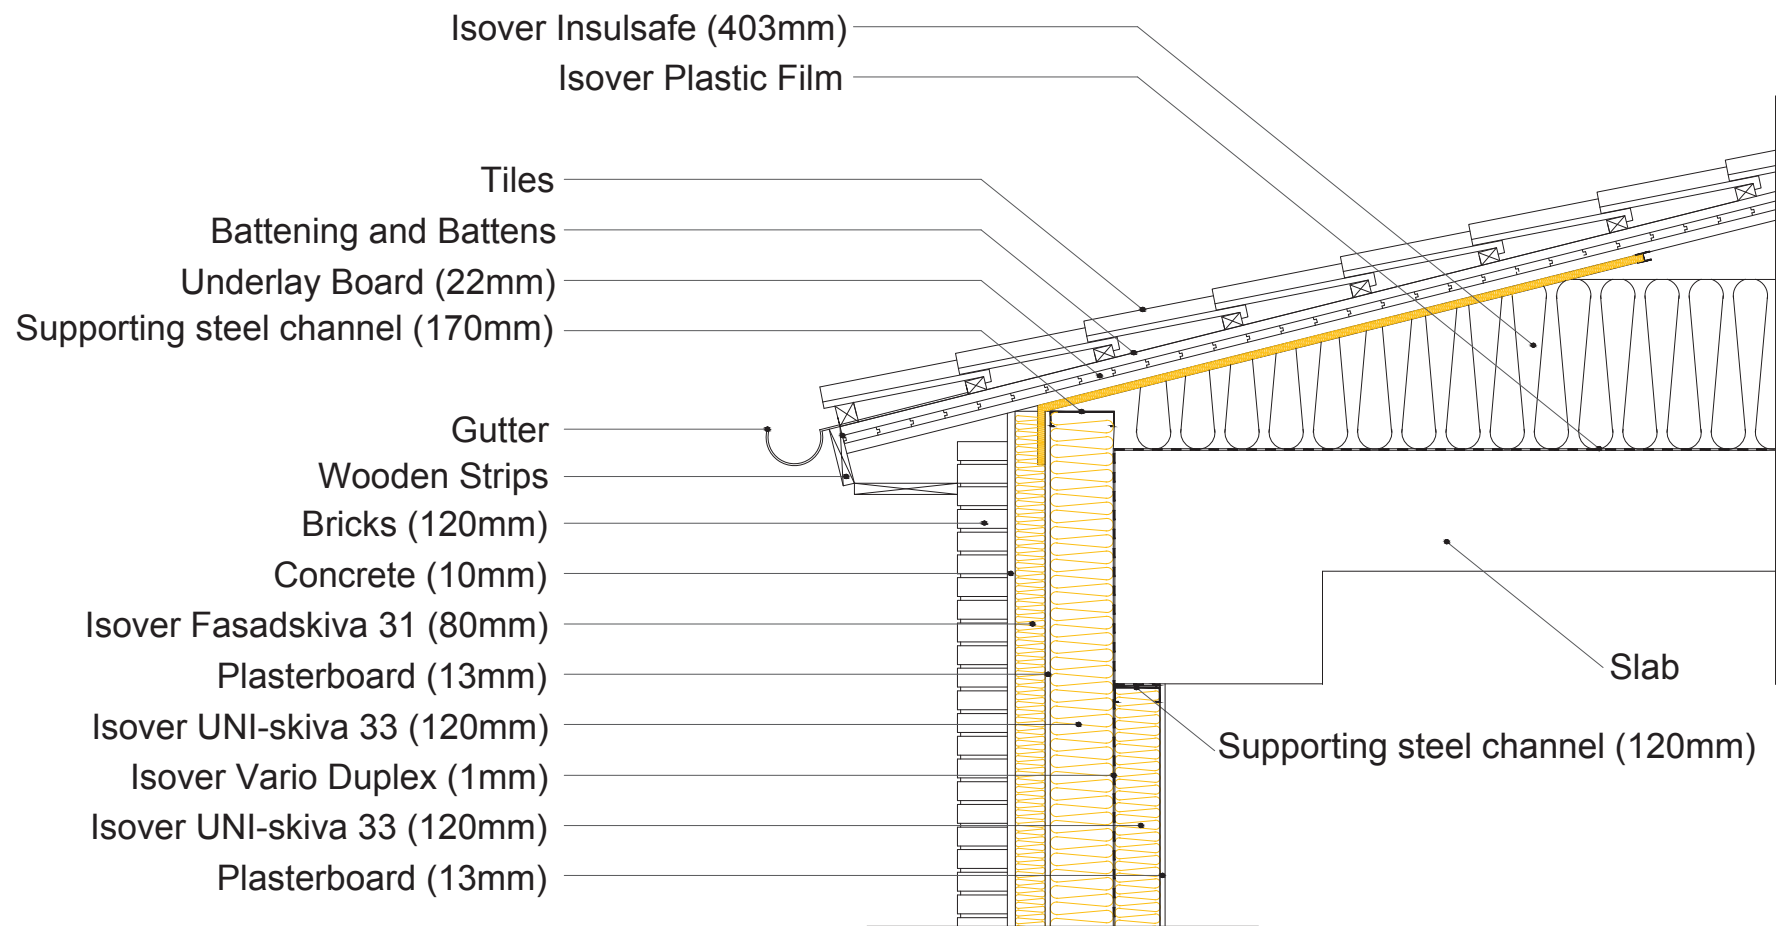 Isover Insulsafe (403mm)
Isover Plastic Film
Tiles
Battening and Battens
Underlay Board (22mm)
Supporting steel channel (170mm)
Gutter
Wooden Strips
Bricks (120mm)
Concrete (10mm)
Isover Fasadskiva 31 (80mm)
Plasterboard (13mm)
Isover UNI-skiva 33 (120mm)
Isover Vario Duplex (1mm)
Isover UNI-skiva 33 (120mm)
Plasterboard (13mm)
Slab
Supporting steel channel (120mm)